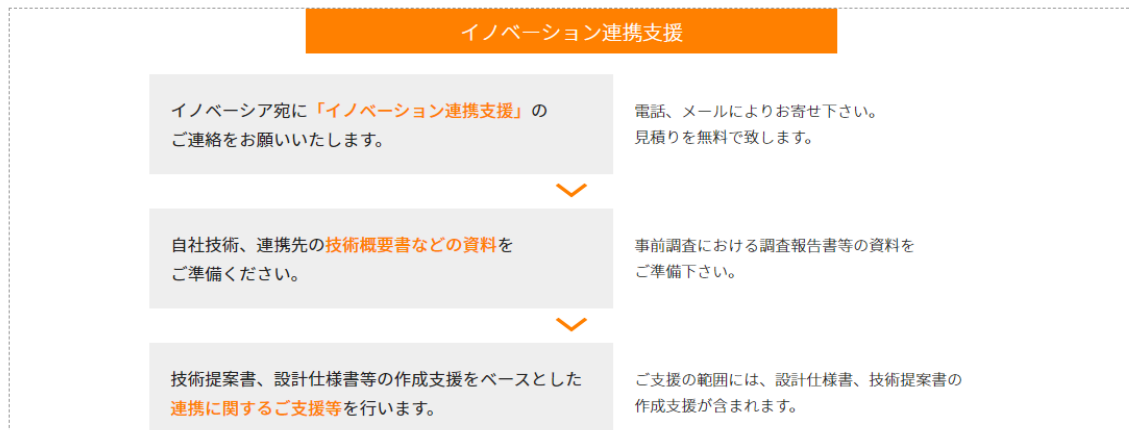 イノベーション連携支援
イノベーシア宛に「イノベーション連携支援」の
ご連絡をお願いいたします。
電話、メールによりお寄せ下さい。
見積りを無料で致します。
自社技術、連携先の技術概要書などの資料を
ご準備ください。
事前調査における調査報告書等の資料を
ご準備下さい。
技術提案書、設計仕様書等の作成支援をベースとした
連携に関するご支援等を行います。
ご支援の範囲には、設計仕様書、技術提案書の
作成支援が含まれます。